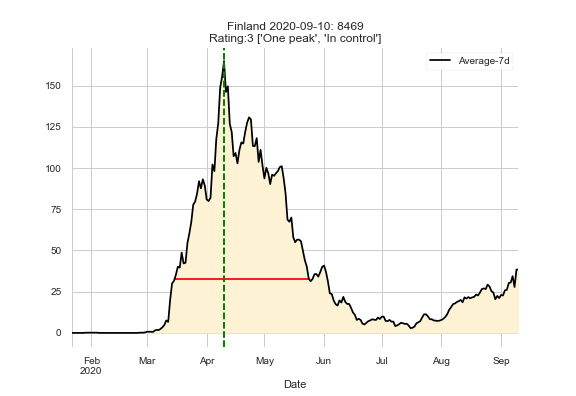 Finland 2020-09-10: 8469
Rating:3 ['One peak', 'In control']
Average-7d
150
125
100
75
50
25
0
Feb Mar Apr May Jun Jul Aug Sep
2020
Date